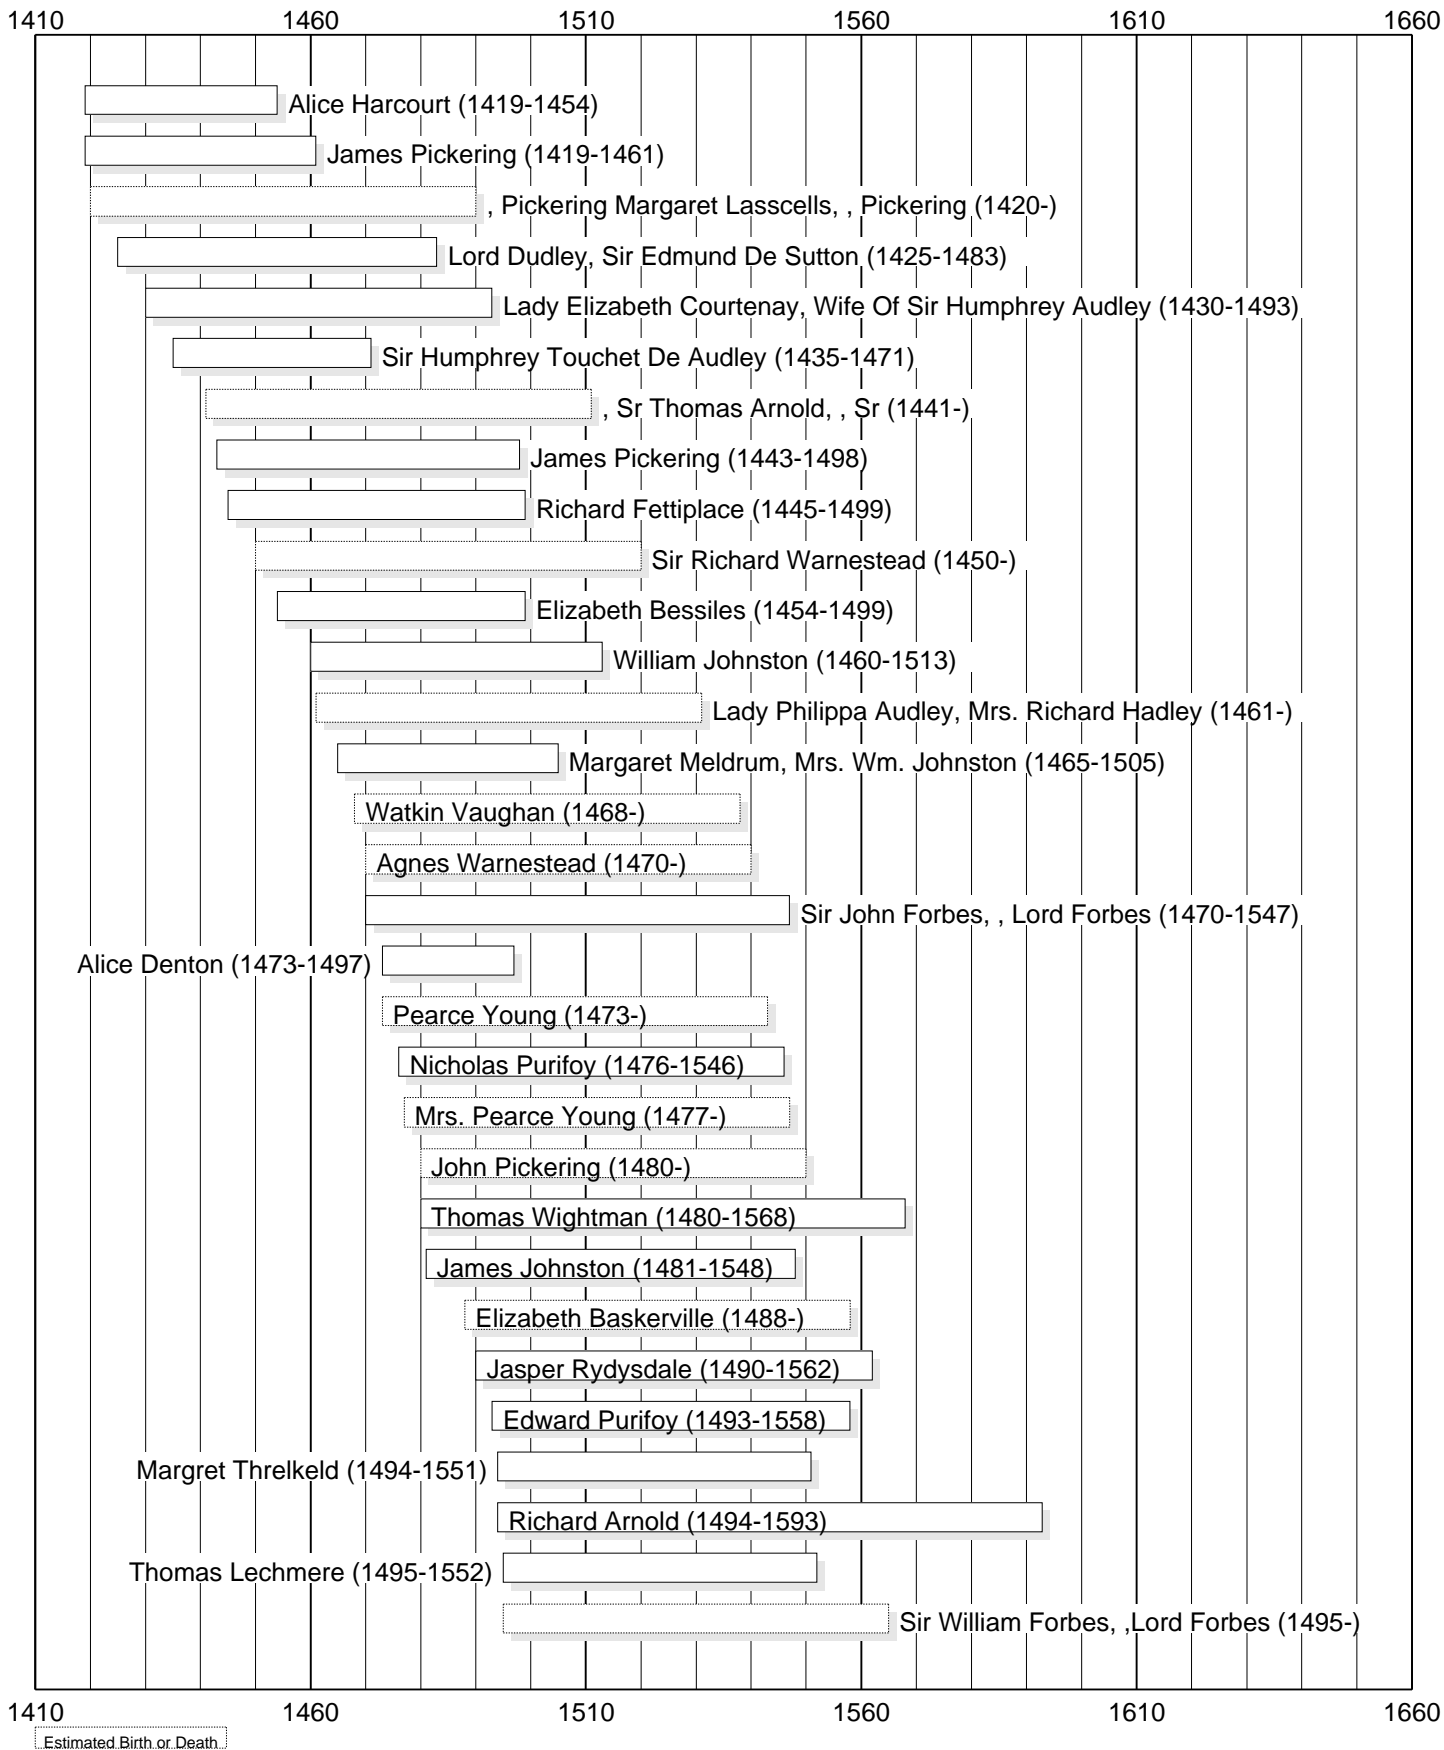 1410 1460 1510 1560 1610 1660
Alice Harcourt (1419-1454)
James Pickering (1419-1461)
, Pickering Margaret Lasscells, , Pickering (1420-)
Lord Dudley, Sir Edmund De Sutton (1425-1483)
Lady Elizabeth Courtenay, Wife Of Sir Humphrey Audley (1430-1493)
Sir Humphrey Touchet De Audley (1435-1471)
, Sr Thomas Arnold, , Sr (1441-)
James Pickering (1443-1498)
Richard Fettiplace (1445-1499)
Sir Richard Warnestead (1450-)
Elizabeth Bessiles (1454-1499)
William Johnston (1460-1513)
Lady Philippa Audley, Mrs. Richard Hadley (1461-)
Margaret Meldrum, Mrs. Wm. Johnston (1465-1505)
Watkin Vaughan (1468-)
Agnes Warnestead (1470-)
Sir John Forbes, , Lord Forbes (1470-1547)
Alice Denton (1473-1497)
Pearce Young (1473-)
Nicholas Purifoy (1476-1546)
Mrs. Pearce Young (1477-)
John Pickering (1480-)
Thomas Wightman (1480-1568)
James Johnston (1481-1548)
Elizabeth Baskerville (1488-)
Jasper Rydysdale (1490-1562)
Edward Purifoy (1493-1558)
Margret Threlkeld (1494-1551)
Richard Arnold (1494-1593)
Thomas Lechmere (1495-1552)
Sir William Forbes, ,Lord Forbes (1495-)
1410 1460 1510 1560 1610 1660
Estimated Birth or Death